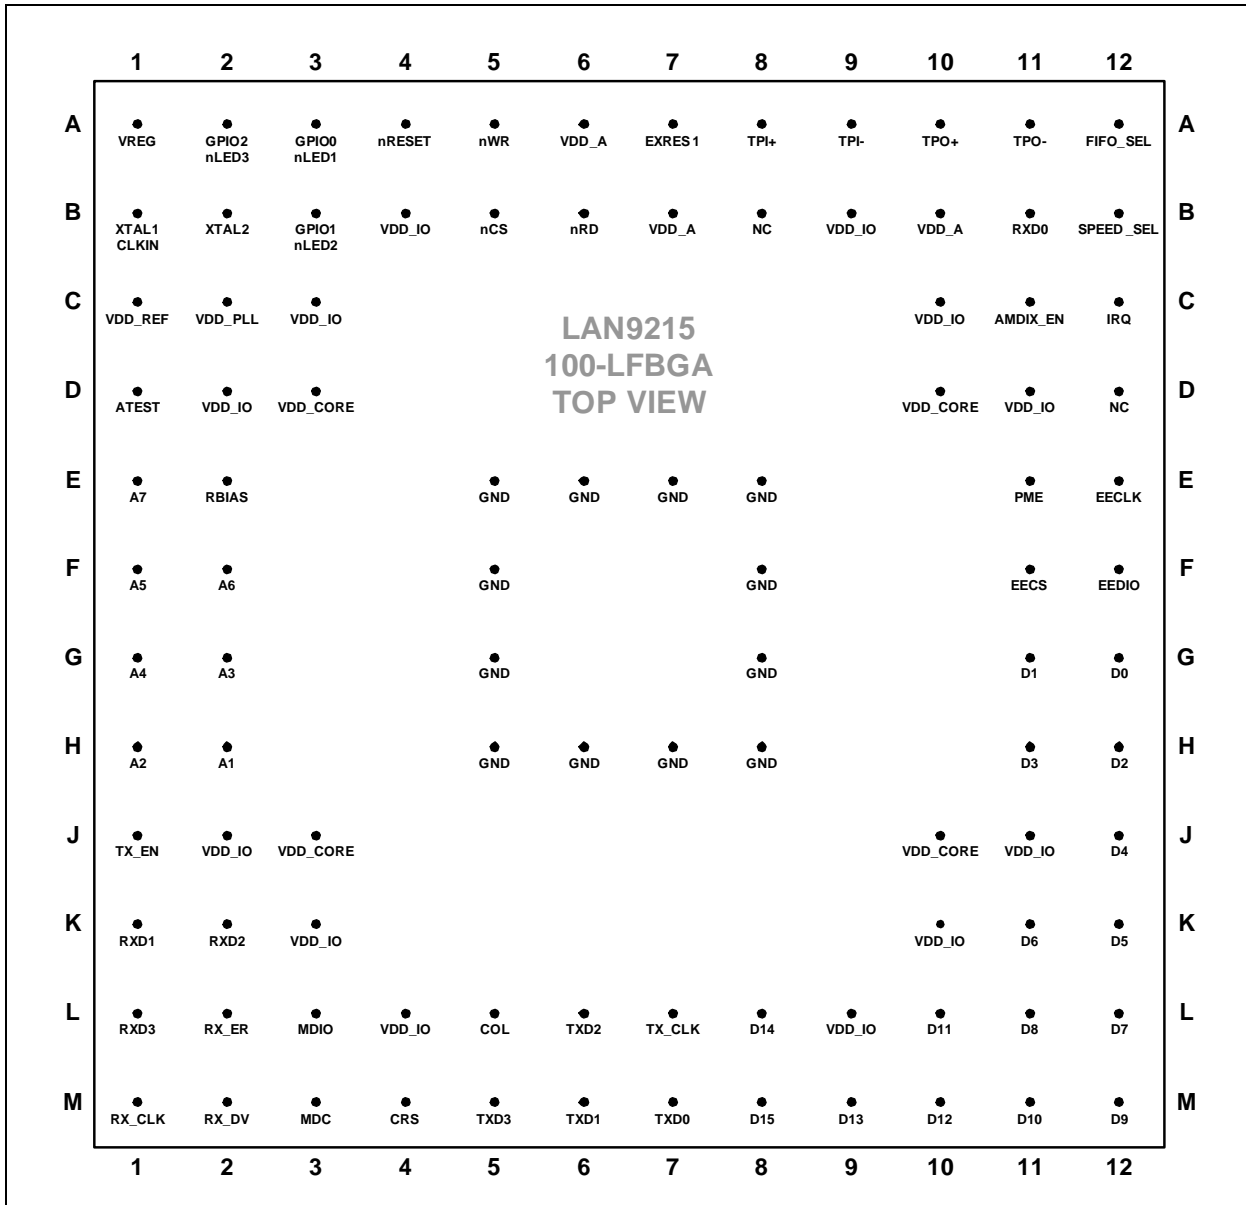 1 2 3 4 5 6 7 8 9 10 11 12
A VREG GPIO2 GPIO0 nRESET nWR VDD_A EXRES1 TPI+ TPI- TPO+ TPO- FIFO_SEL A
nLED3 nLED1
B XTAL1 XTAL2 GPIO1 VDD_IO nCS nRD VDD_A NC VDD_IO VDD_A RXD0 SPEED_SEL B
CLKIN nLED2
C VDD_REF VDD_PLL VDD_IO VDD_IO AMDIX_EN IRQ C
LAN9215
100-LFBGA
TOP VIEW
D ATEST VDD_IO VDD_CORE VDD_CORE VDD_IO NC D
E A7 RBIAS GND GND GND GND PME EECLK E
F A5 A6 GND GND EECS EEDIO F
G A4 A3 GND GND D1 D0 G
H A2 A1 GND GND GND GND D3 D2 H
J TX_EN VDD_IO VDD_CORE VDD_CORE VDD_IO D4 J
K RXD1 RXD2 VDD_IO VDD_IO D6 D5 K
L RXD3 RX_ER MDIO VDD_IO COL TXD2 TX_CLK D14 VDD_IO D11 D8 D7 L
M RX_CLK RX_DV MDC CRS TXD3 TXD1 TXD0 D15 D13 D12 D10 D9 M
1 2 3 4 5 6 7 8 9 10 11 12